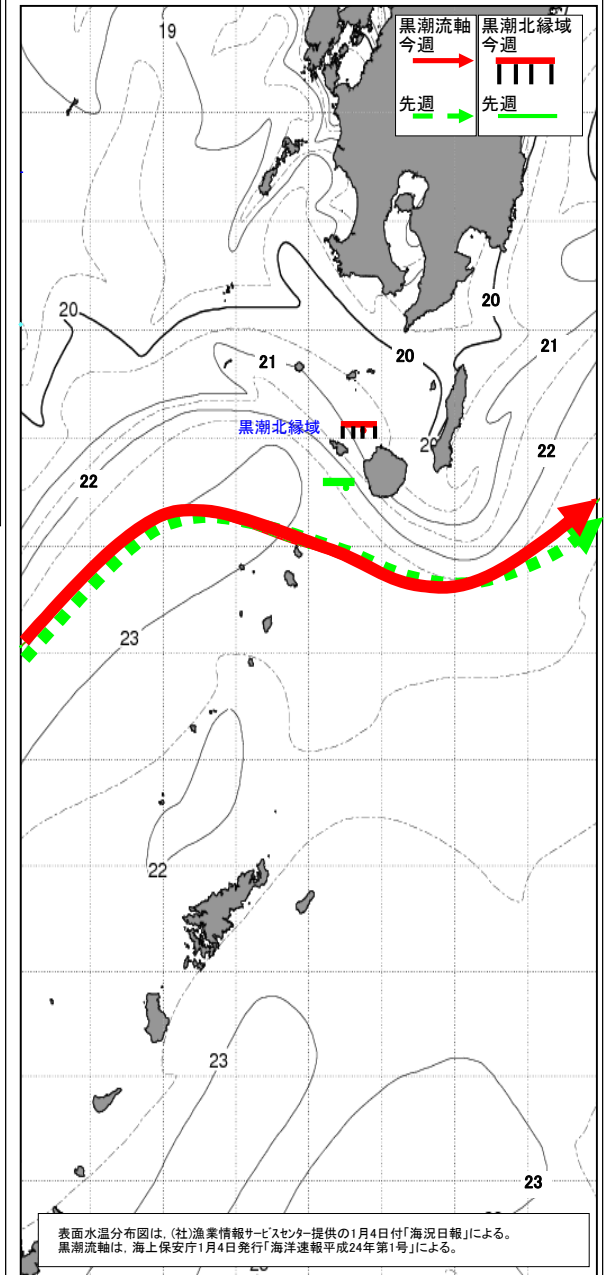 黒潮流軸 黒潮北縁域
今週 今週
先週 先週
19
20
20
21
20
21
黒潮北縁域
20
22
22
23
22
23
23
表面水温分布図は、(社)漁業情報サービスセンター提供の1月4日付「海況日報」による。
黒潮流軸は、海上保安庁1月4日発行「海洋速報平成24年第1号」による。